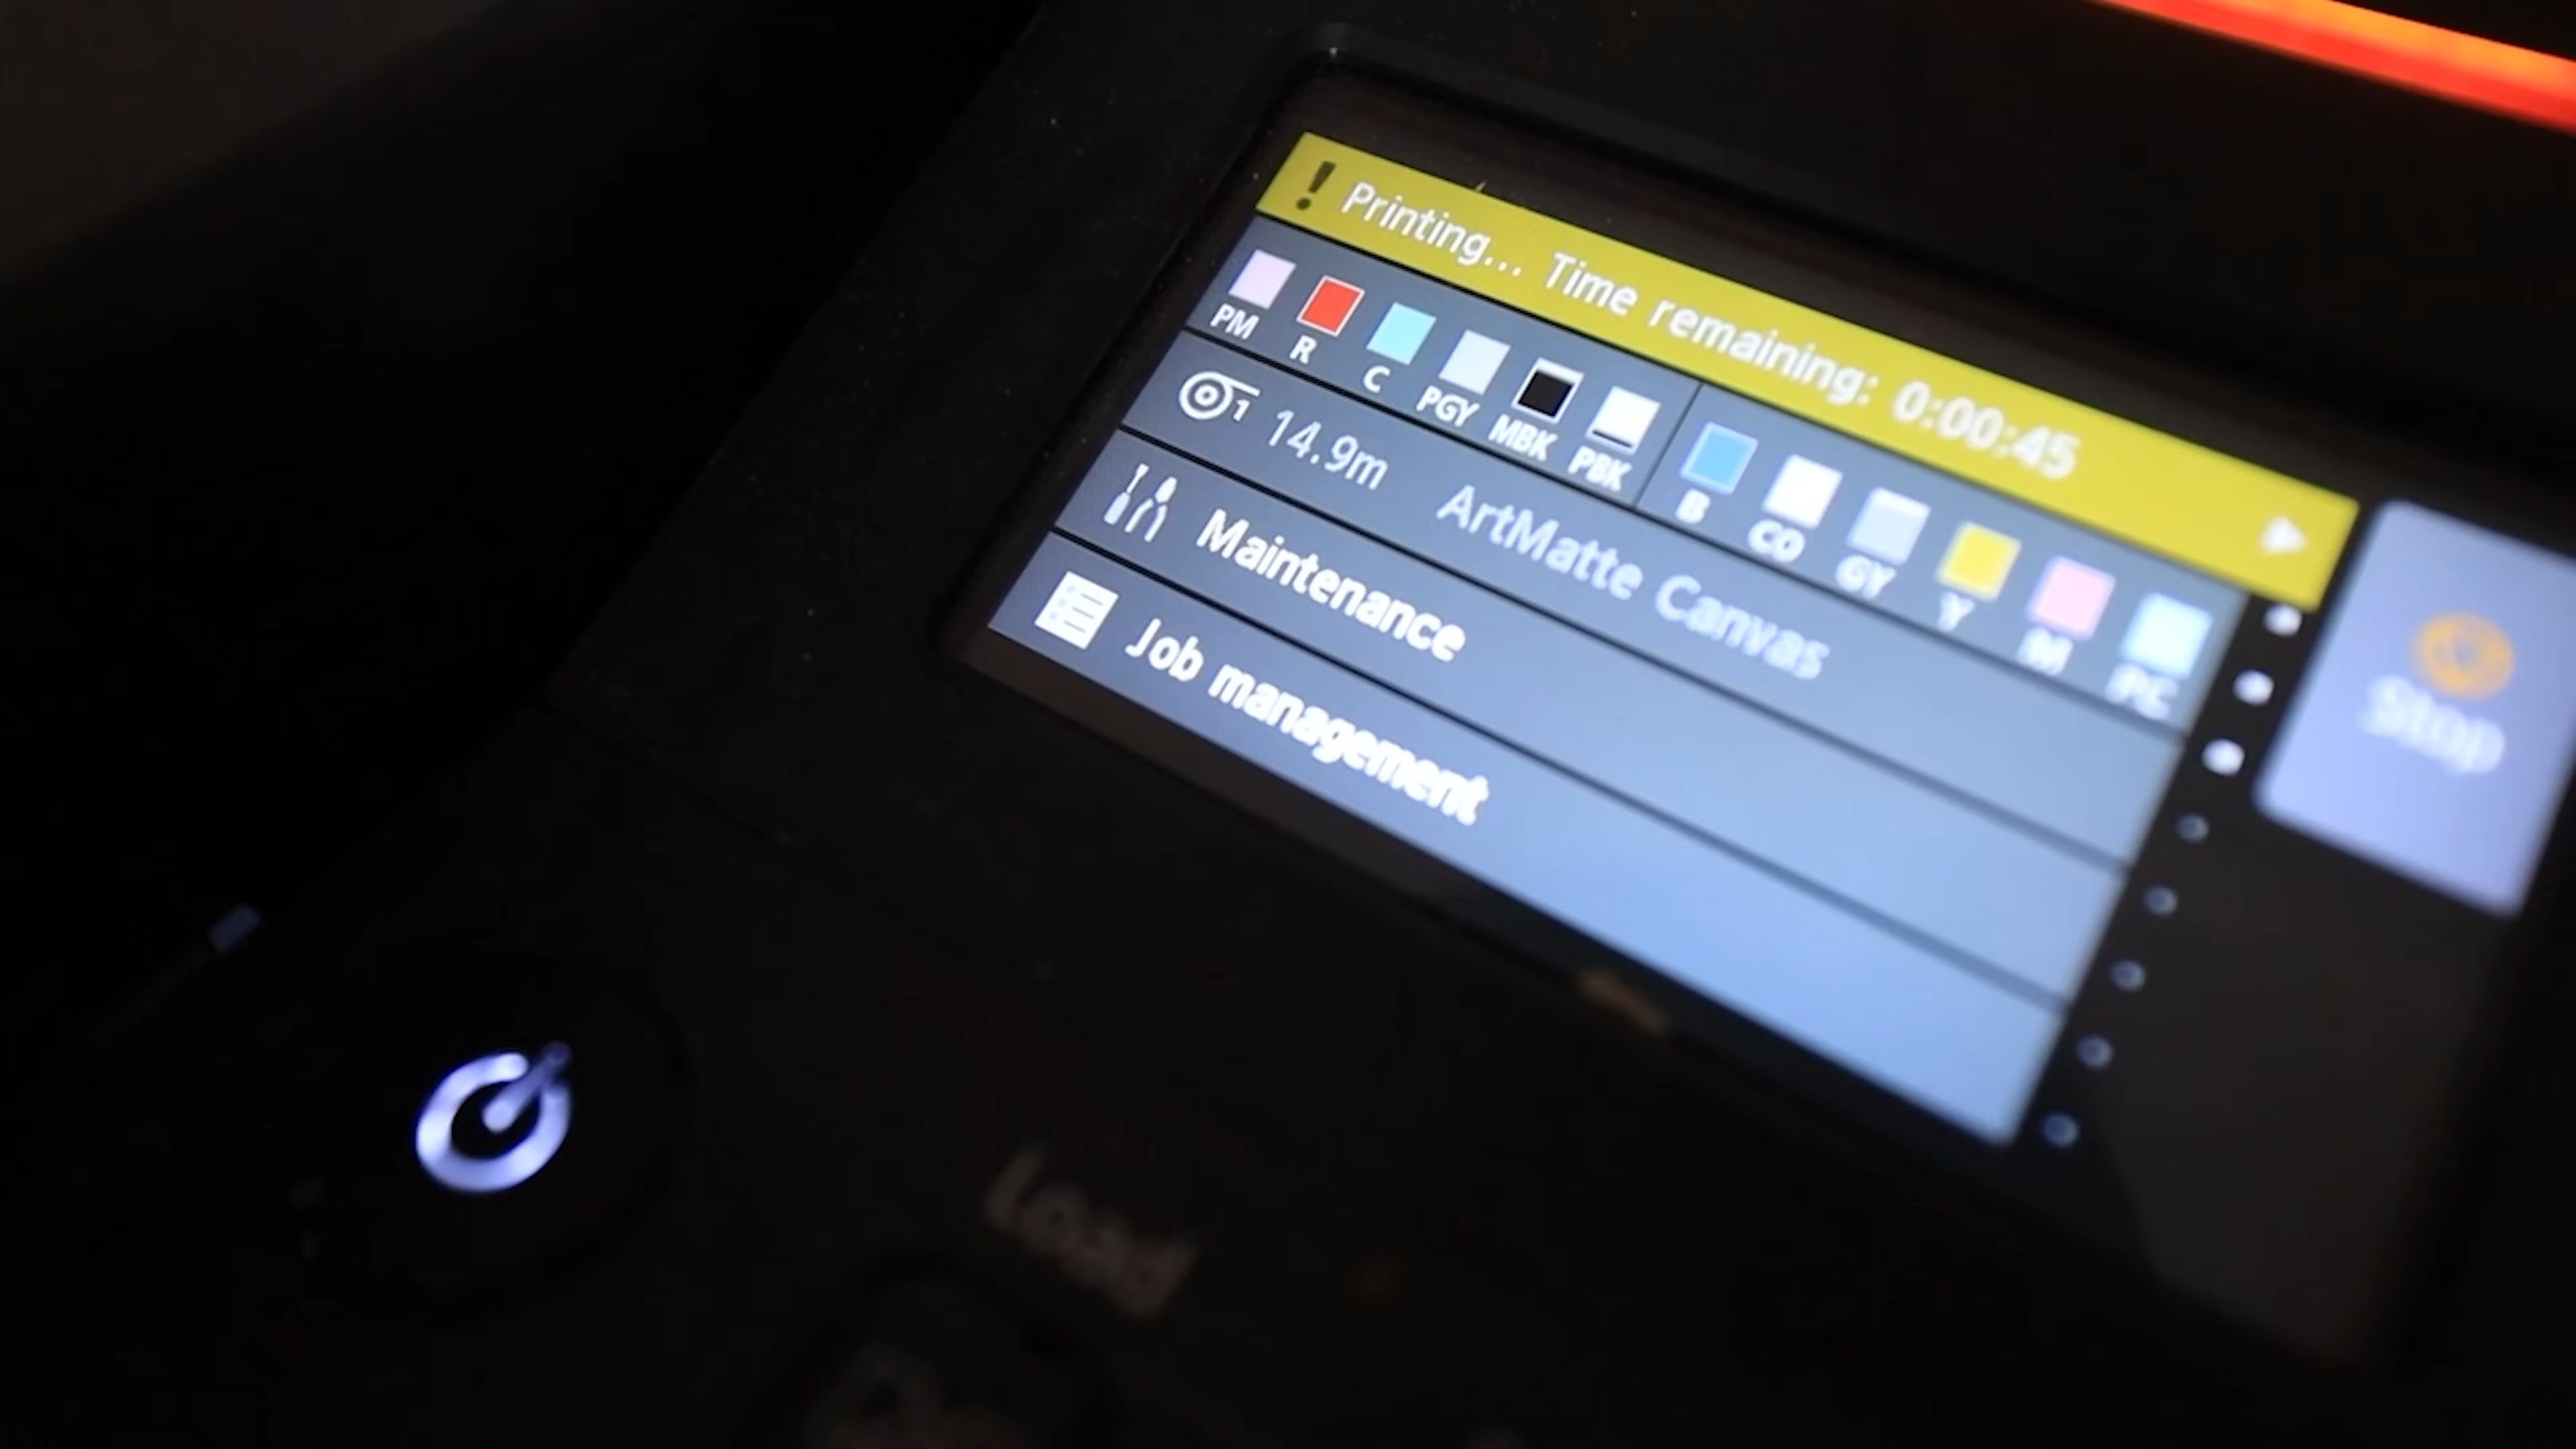 ! Printing... Time remaining: 0:00:45
PM R C PGY MBK PBK B CO GY Y M PC
1 14.9m ArtMatte Canvas
Maintenance
Job management
Stop
Load